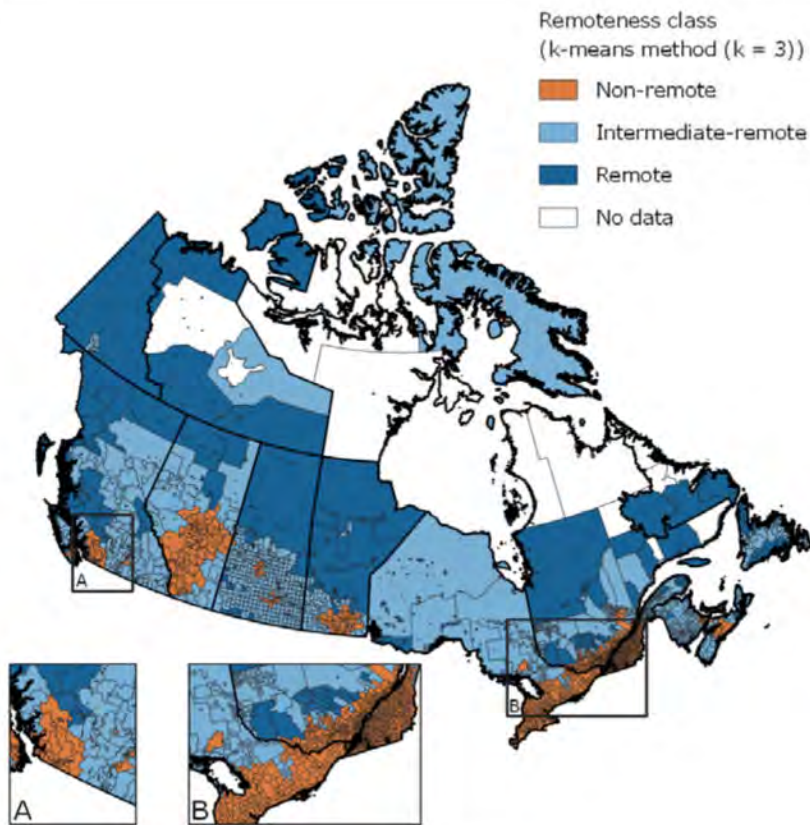 Remoteness class
(k-means method (k = 3))
Non-remote
Intermediate-remote
Remote
No data
A
B
A
B